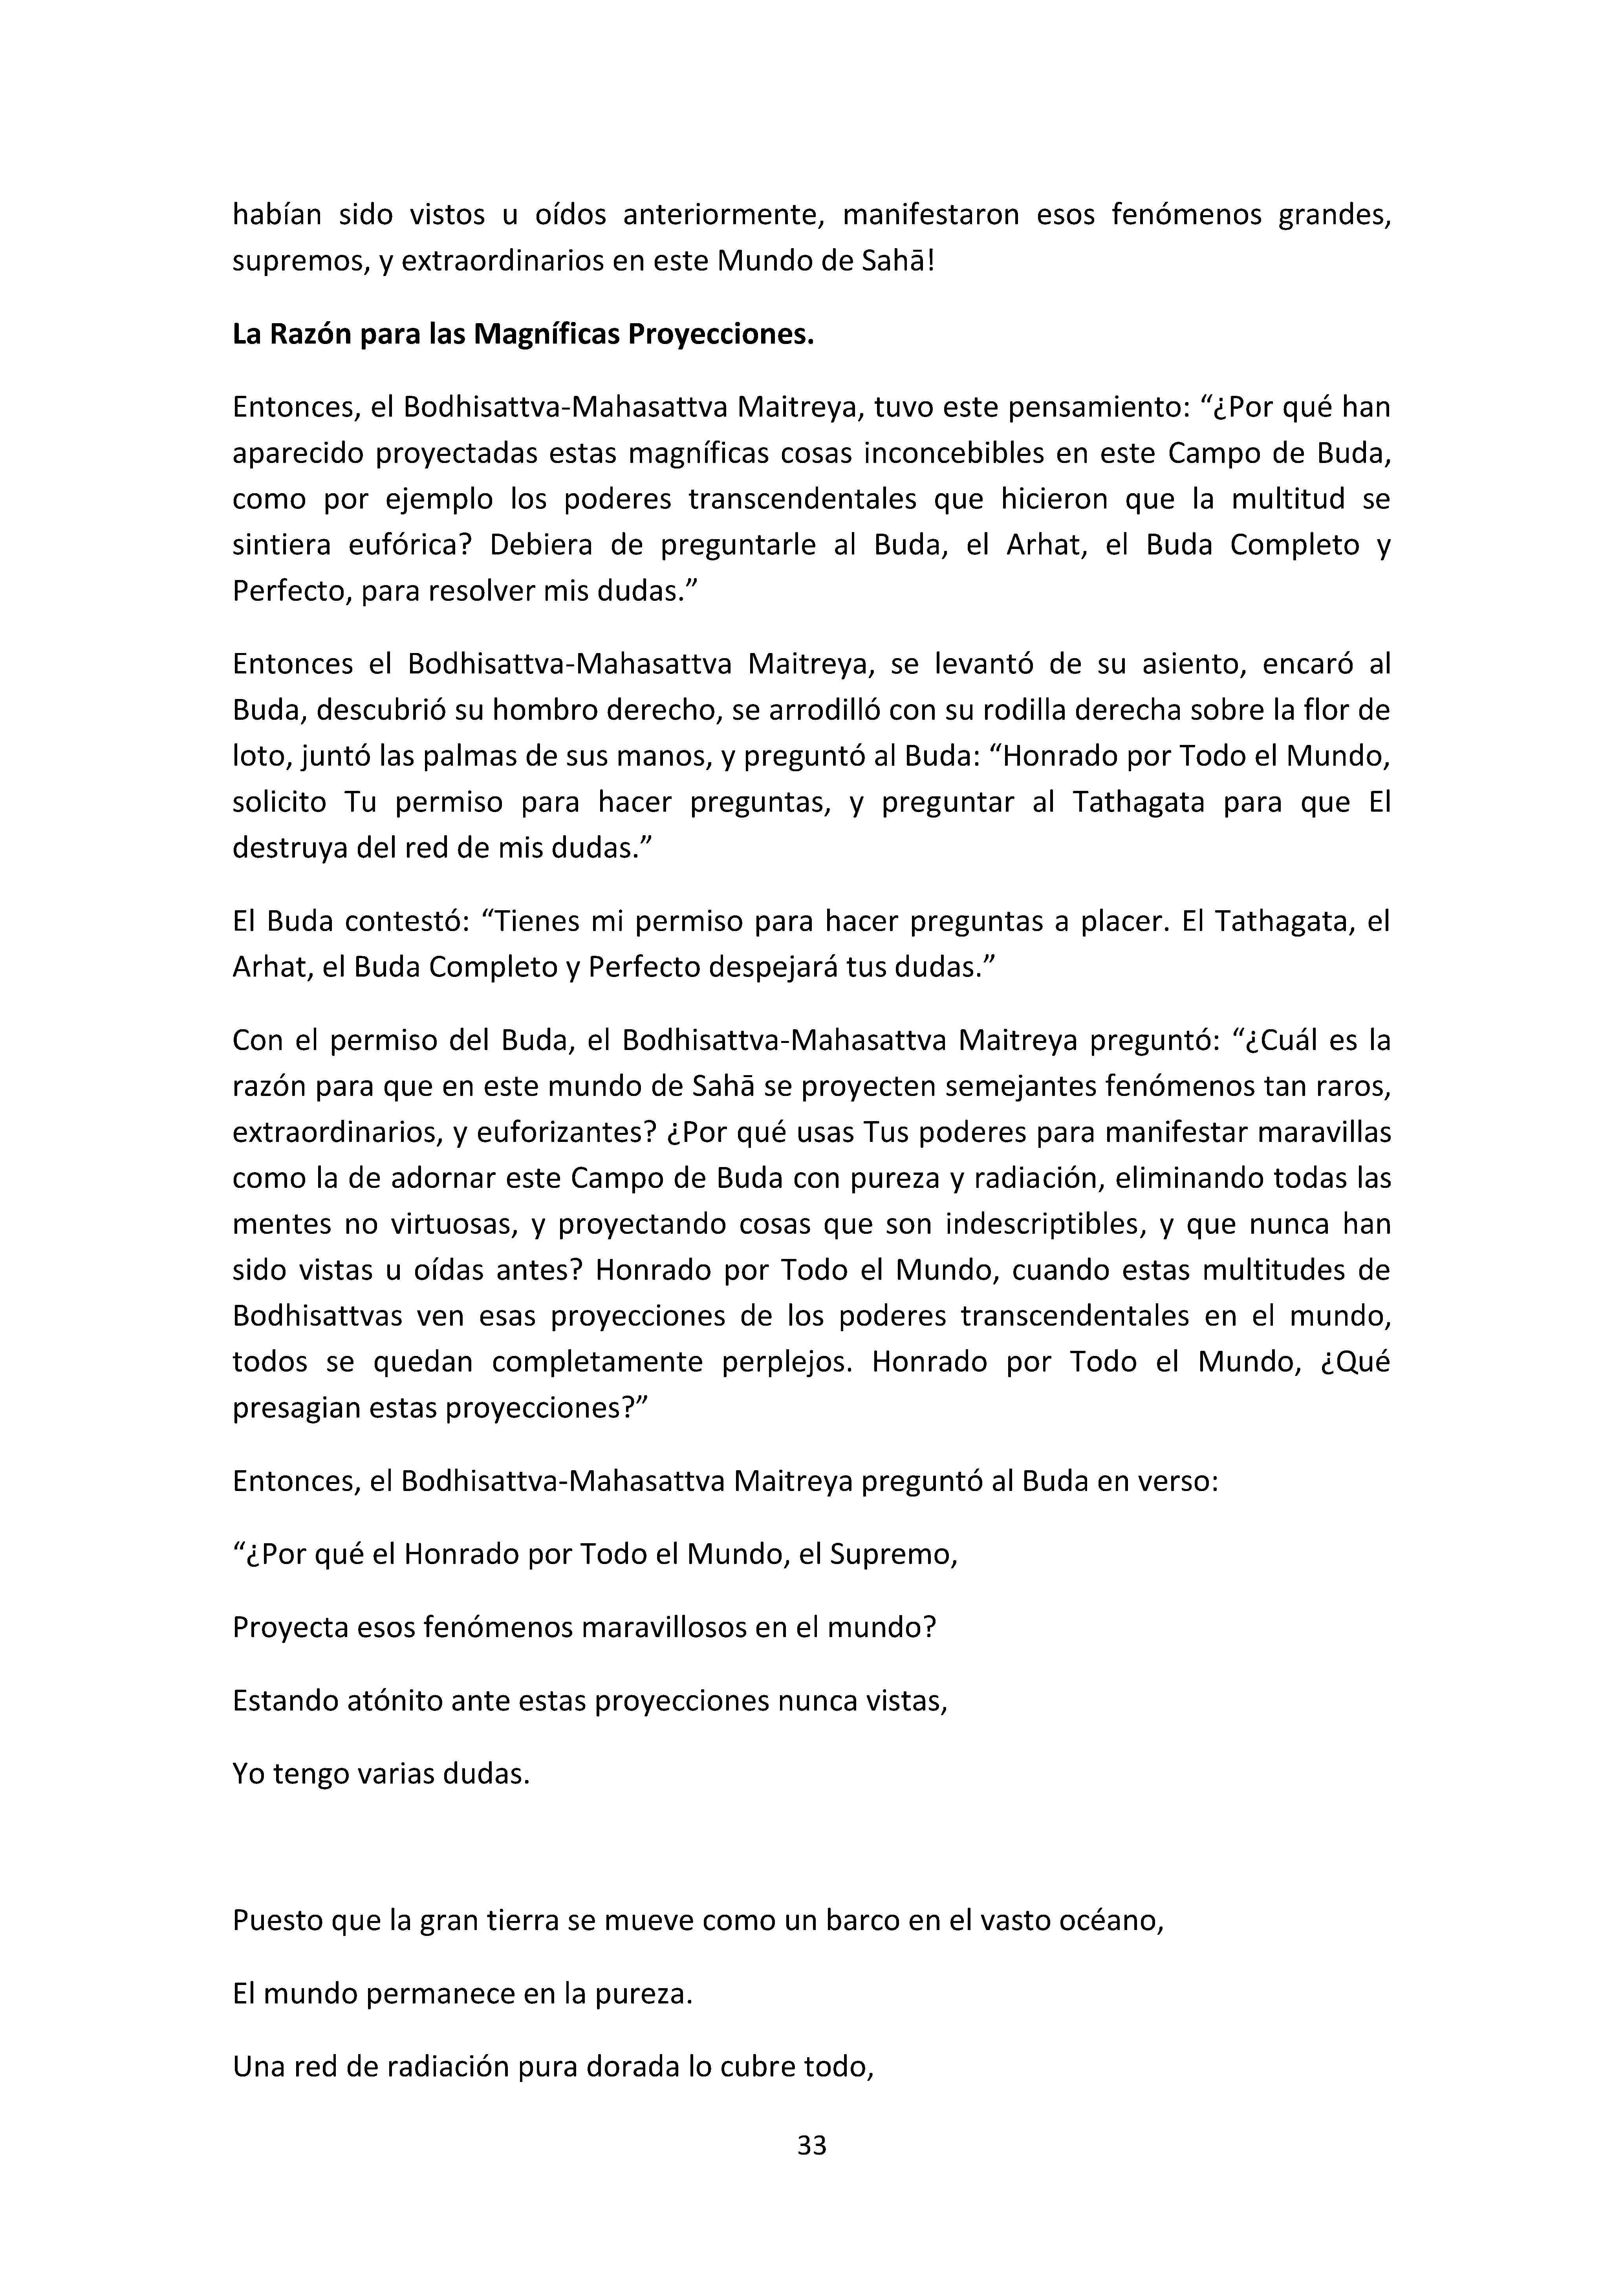 habían sido vistos u oídos anteriormente, manifestaron esos fenómenos grandes,
supremos, y extraordinarios en este Mundo de Sahā!
La Razón para las Magníficas Proyecciones.
Entonces, el Bodhisattva-Mahasattva Maitreya, tuvo este pensamiento: “¿Por qué han
aparecido proyectadas estas magníficas cosas inconcebibles en este Campo de Buda,
como por ejemplo los poderes transcendentales que hicieron que la multitud se
sintiera eufórica? Debiera de preguntarle al Buda, el Arhat, el Buda Completo y
Perfecto, para resolver mis dudas.”
Entonces el Bodhisattva-Mahasattva Maitreya, se levantó de su asiento, encaró al
Buda, descubrió su hombro derecho, se arrodilló con su rodilla derecha sobre la flor de
loto, juntó las palmas de sus manos, y preguntó al Buda: “Honrado por Todo el Mundo,
solicito Tu permiso para hacer preguntas, y preguntar al Tathagata para que El
destruya del red de mis dudas.”
El Buda contestó: “Tienes mi permiso para hacer preguntas a placer. El Tathagata, el
Arhat, el Buda Completo y Perfecto despejará tus dudas.”
Con el permiso del Buda, el Bodhisattva-Mahasattva Maitreya preguntó: “¿Cuál es la
razón para que en este mundo de Sahā se proyecten semejantes fenómenos tan raros,
extraordinarios, y euforizantes? ¿Por qué usas Tus poderes para manifestar maravillas
como la de adornar este Campo de Buda con pureza y radiación, eliminando todas las
mentes no virtuosas, y proyectando cosas que son indescriptibles, y que nunca han
sido vistas u oídas antes? Honrado por Todo el Mundo, cuando estas multitudes de
Bodhisattvas ven esas proyecciones de los poderes transcendentales en el mundo,
todos se quedan completamente perplejos. Honrado por Todo el Mundo, ¿Qué
presagian estas proyecciones?”
Entonces, el Bodhisattva-Mahasattva Maitreya preguntó al Buda en verso:
“¿Por qué el Honrado por Todo el Mundo, el Supremo,
Proyecta esos fenómenos maravillosos en el mundo?
Estando atónito ante estas proyecciones nunca vistas,
Yo tengo varias dudas.
Puesto que la gran tierra se mueve como un barco en el vasto océano,
El mundo permanece en la pureza.
Una red de radiación pura dorada lo cubre todo,
33